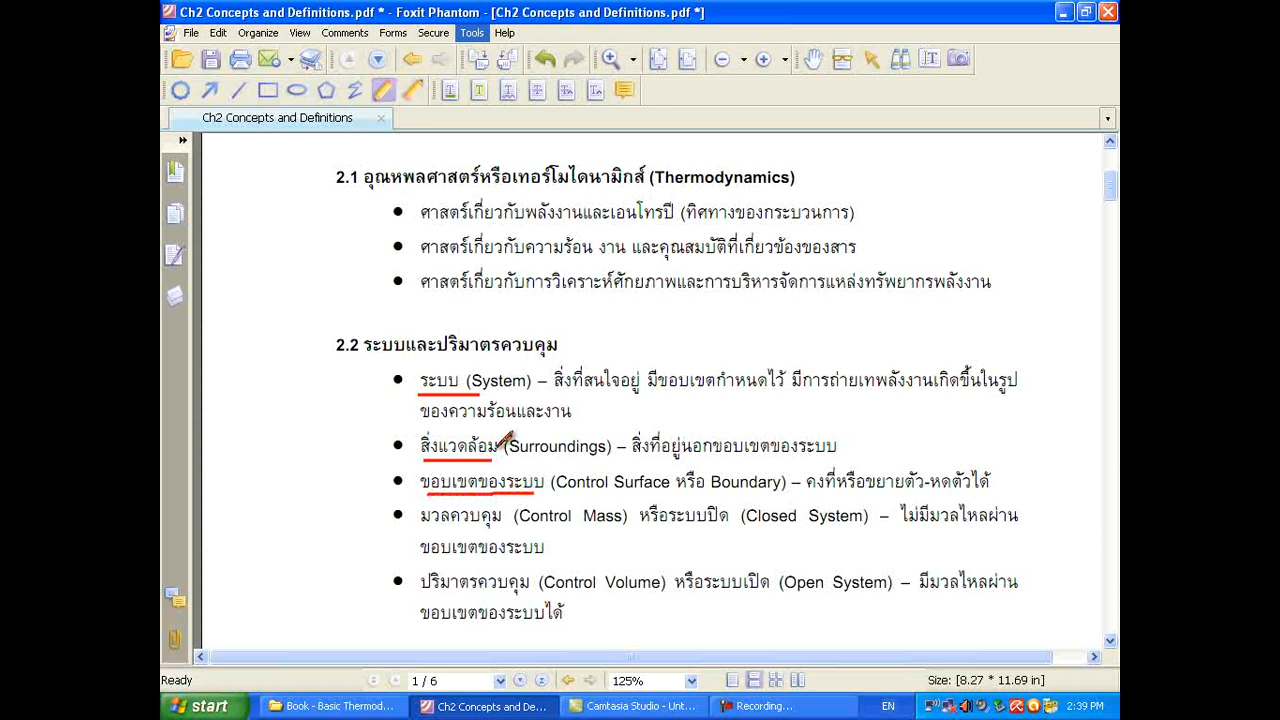 Ch2 Concepts and Definitions.pdf * - Foxit Phantom - [Ch2 Concepts and Definitions.pdf *]
File Edit Organize View Comments Forms Secure Tools Help
Ch2 Concepts and Definitions
2.1 อุณหพลศาสตร์หรือเทอร์โมไดนามิกส์ (Thermodynamics)
● ศาสตร์เกี่ยวกับพลังงานและเอนโทรปี (ทิศทางของกระบวนการ)
● ศาสตร์เกี่ยวกับความร้อน งาน และคุณสมบัติที่เกี่ยวข้องของสาร
● ศาสตร์เกี่ยวกับการวิเคราะห์ศักยภาพและการบริหารจัดการแหล่งทรัพยากรพลังงาน
2.2 ระบบและปริมาตรควบคุม
● ระบบ (System) – สิ่งที่สนใจอยู่ มีขอบเขตกำหนดไว้ มีการถ่ายเทพลังงานเกิดขึ้นในรูป
ของความร้อนและงาน
● สิ่งแวดล้อม (Surroundings) – สิ่งที่อยู่นอกขอบเขตของระบบ
● ขอบเขตของระบบ (Control Surface หรือ Boundary) – คงที่หรือขยายตัว-หดตัวได้
● มวลควบคุม (Control Mass) หรือระบบปิด (Closed System) – ไม่มีมวลไหลผ่าน
ขอบเขตของระบบ
● ปริมาตรควบคุม (Control Volume) หรือระบบเปิด (Open System) – มีมวลไหลผ่าน
ขอบเขตของระบบได้
Ready 1 / 6 125% Size: [8.27 * 11.69 in]
start Book - Basic Thermod... Ch2 Concepts and De... Camtasia Studio - Unt... Recording... EN 2:39 PM